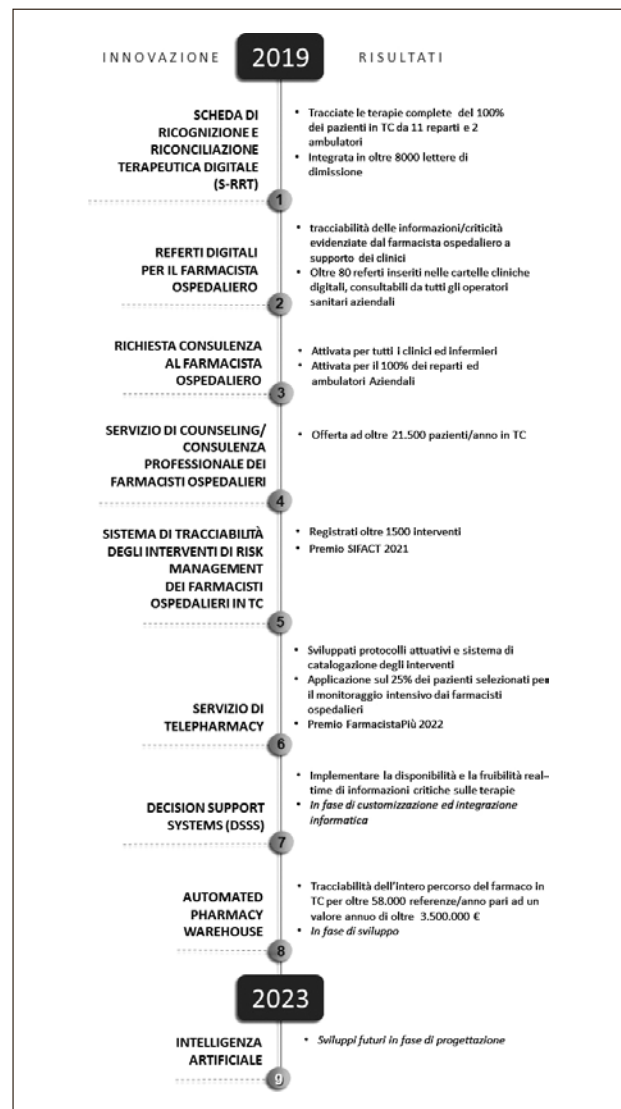 INNOVAZIONE
2019
RISULTATI
SCHEDA DI
RICOGNIZIONE E
RICONCILIAZIONE
TERAPEUTICA DIGITALE
(S-RRT)
• Tracciate le terapie complete del 100%
dei pazienti in TC da 11 reparti e 2
ambulatori
• Integrata in oltre 8000 lettere di
dimissione
1
REFERTI DIGITALI
PER IL FARMACISTA
OSPEDALIERO
• tracciabilità delle informazioni/criticità
evidenziate dal farmacista ospedaliero a
supporto dei clinici
• Oltre 80 referti inseriti nelle cartelle cliniche
digitali, consultabili da tutti gli operatori
sanitari aziendali
2
RICHIESTA CONSULENZA
AL FARMACISTA
OSPEDALIERO
• Attivata per tutti i clinici ed infermieri
• Attivata per il 100% dei reparti ed
ambulatori Aziendali
3
SERVIZIO DI COUNSELING/
CONSULENZA
PROFESSIONALE DEI
FARMACISTI OSPEDALIERI
• Offerta ad oltre 21.500 pazienti/anno in TC
4
SISTEMA DI TRACCIABILITÀ
DEGLI INTERVENTI DI RISK
MANAGEMENT
DEI FARMACISTI
OSPEDALIERI IN TC
• Registrati oltre 1500 interventi
• Premio SIFACT 2021
5
SERVIZIO DI
TELEPHARMACY
• Sviluppati protocolli attuativi e sistema di
catalogazione degli interventi
• Applicazione sul 25% dei pazienti selezionati per
il monitoraggio intensivo dai farmacisti
ospedalieri
• Premio FarmacistaPiù 2022
6
DECISION SUPPORT
SYSTEMS (DSSS)
• Implementare la disponibilità e la fruibilità real–
time di informazioni critiche sulle terapie
• In fase di customizzazione ed integrazione
informatica
7
AUTOMATED
PHARMACY
WAREHOUSE
• Tracciabilità dell'intero percorso del farmaco in
TC per oltre 58.000 referenze/anno pari ad un
valore annuo di oltre 3.500.000 €
• In fase di sviluppo
8
2023
INTELLIGENZA
ARTIFICIALE
• Sviluppi futuri in fase di progettazione
9